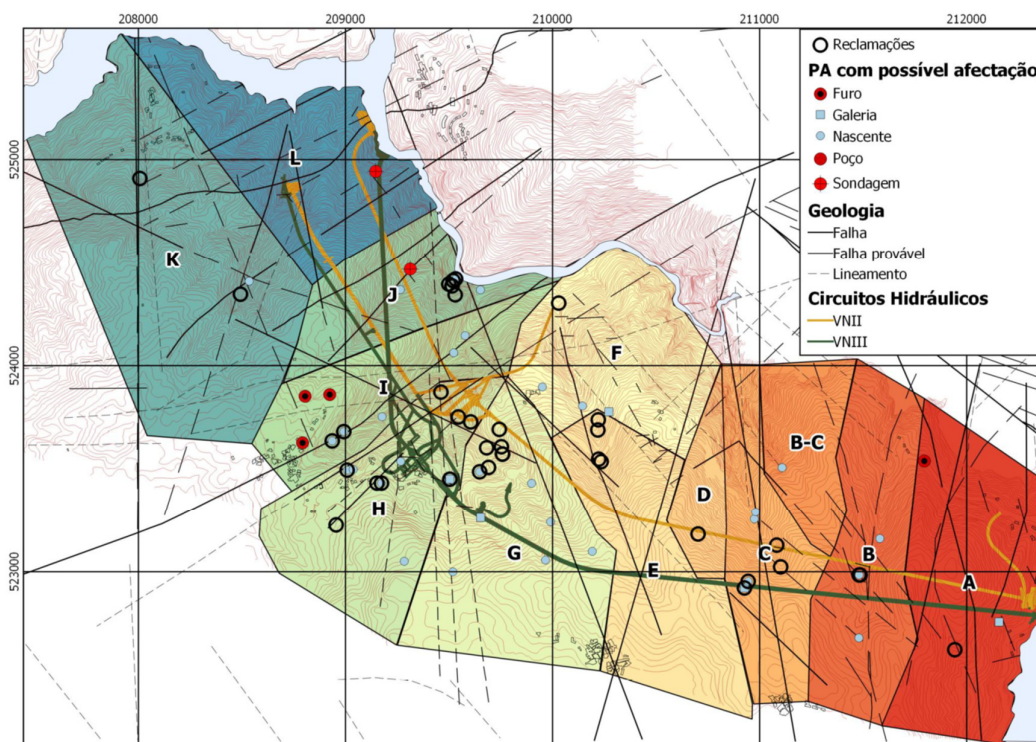 208000 209000 210000 211000 212000
525000
524000
523000
Reclamações
PA com possível afectação
Furo
Galeria
Nascente
Poço
Sondagem
Geologia
Falha
Falha provável
Lineamento
Circuitos Hidráulicos
VNII
VNIII
L
K
J
F
I
B-C
D
H
G
E
C
B
A